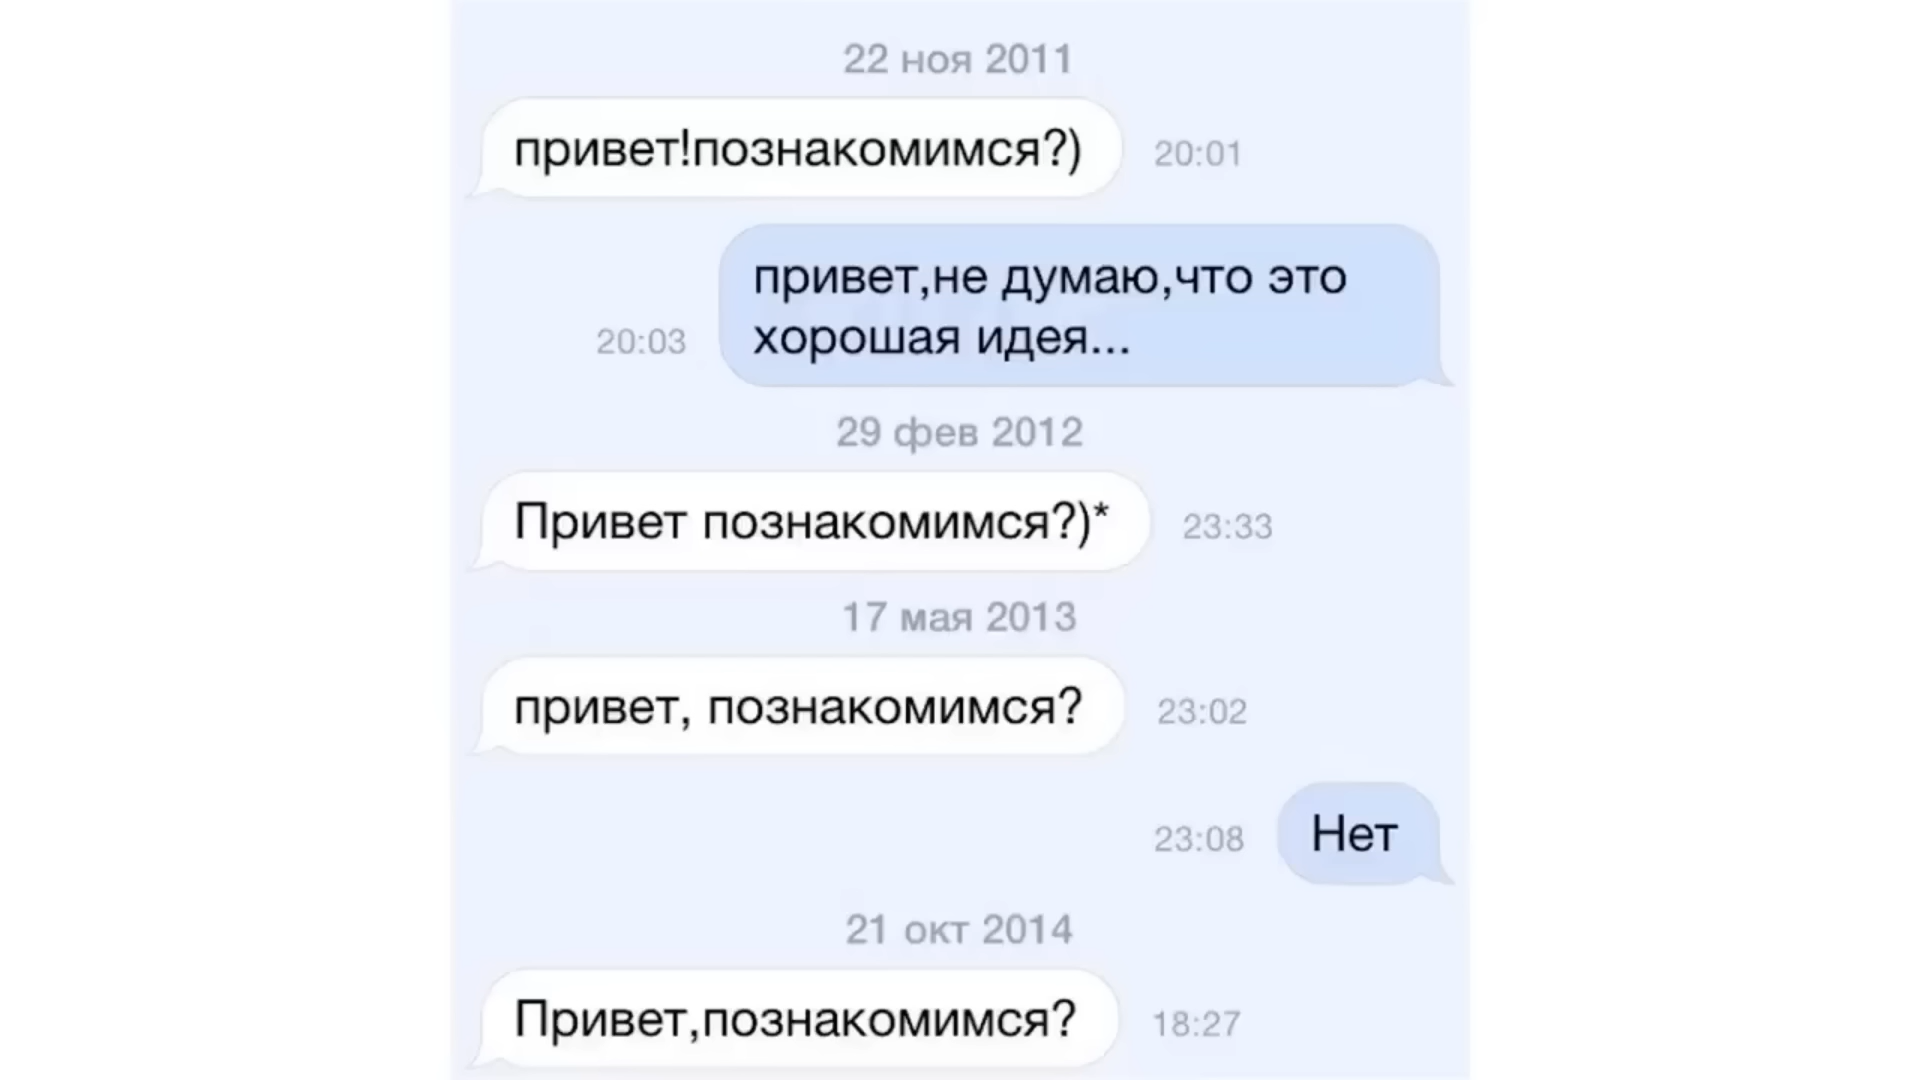 22 ноя 2011
привет!познакомимся?)
20:01
привет,не думаю,что это
хорошая идея...
20:03
29 фев 2012
Привет познакомимся?)*
23:33
17 мая 2013
привет, познакомимся?
23:02
Нет
23:08
21 окт 2014
Привет,познакомимся?
18:27